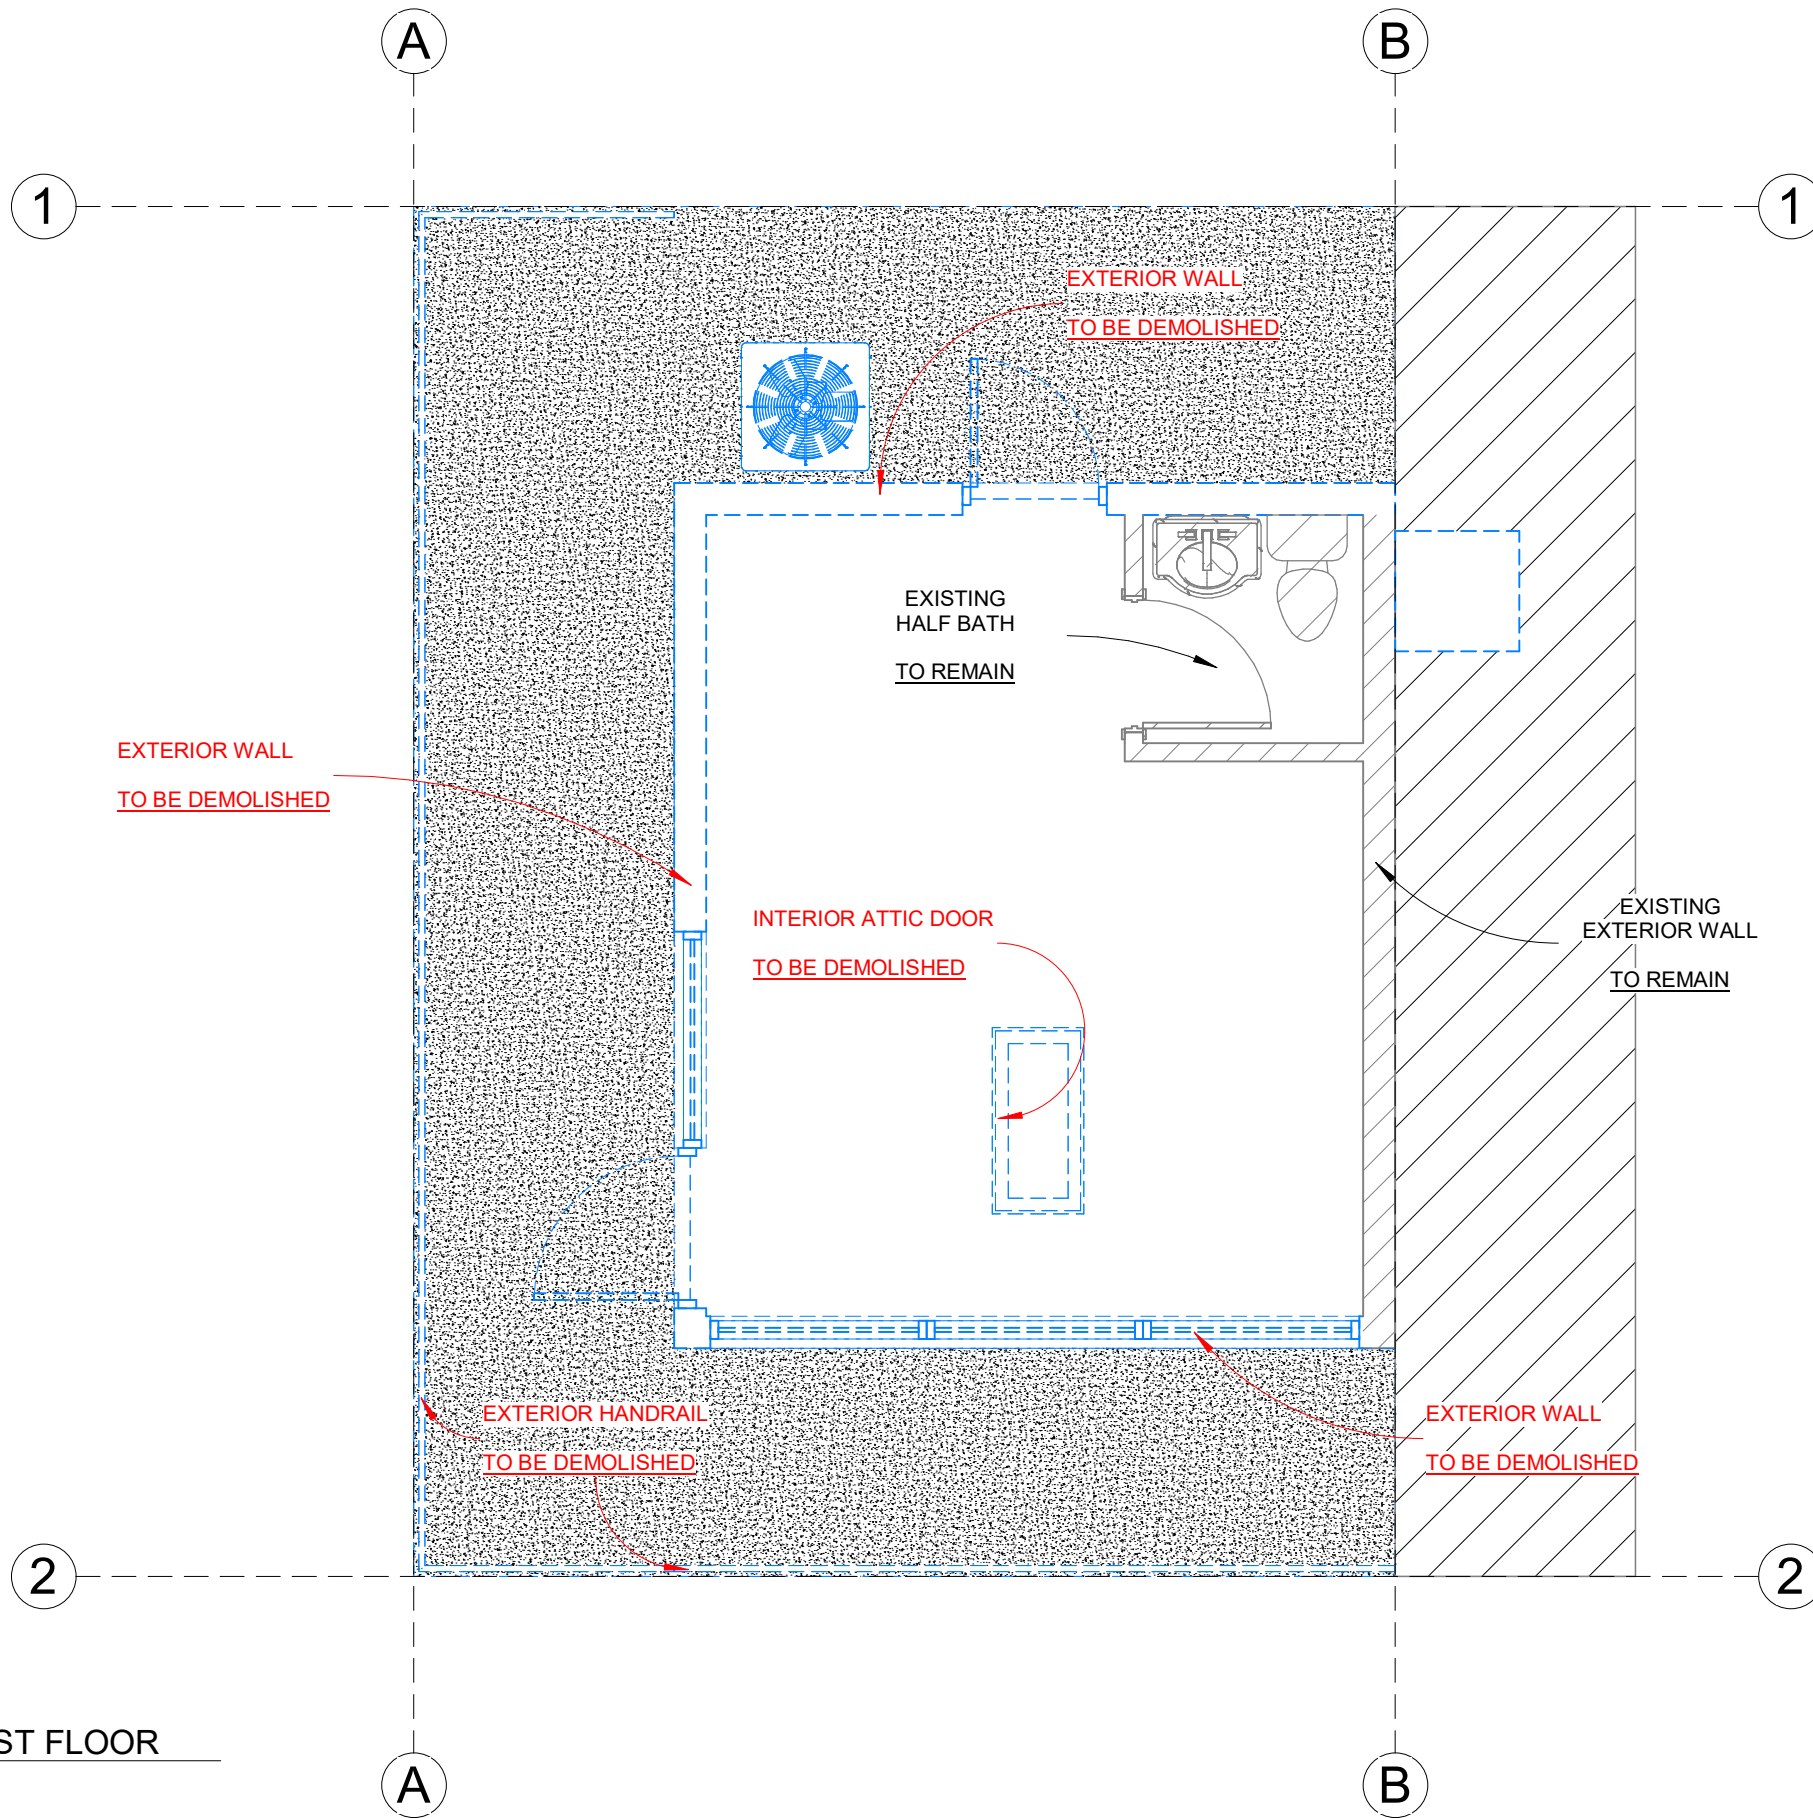 A
B
1
1
EXTERIOR WALL
TO BE DEMOLISHED
EXISTING
HALF BATH
TO REMAIN
EXTERIOR WALL
TO BE DEMOLISHED
INTERIOR ATTIC DOOR
TO BE DEMOLISHED
EXISTING
EXTERIOR WALL
TO REMAIN
EXTERIOR HANDRAIL
TO BE DEMOLISHED
EXTERIOR WALL
TO BE DEMOLISHED
2
2
ST FLOOR
A
B